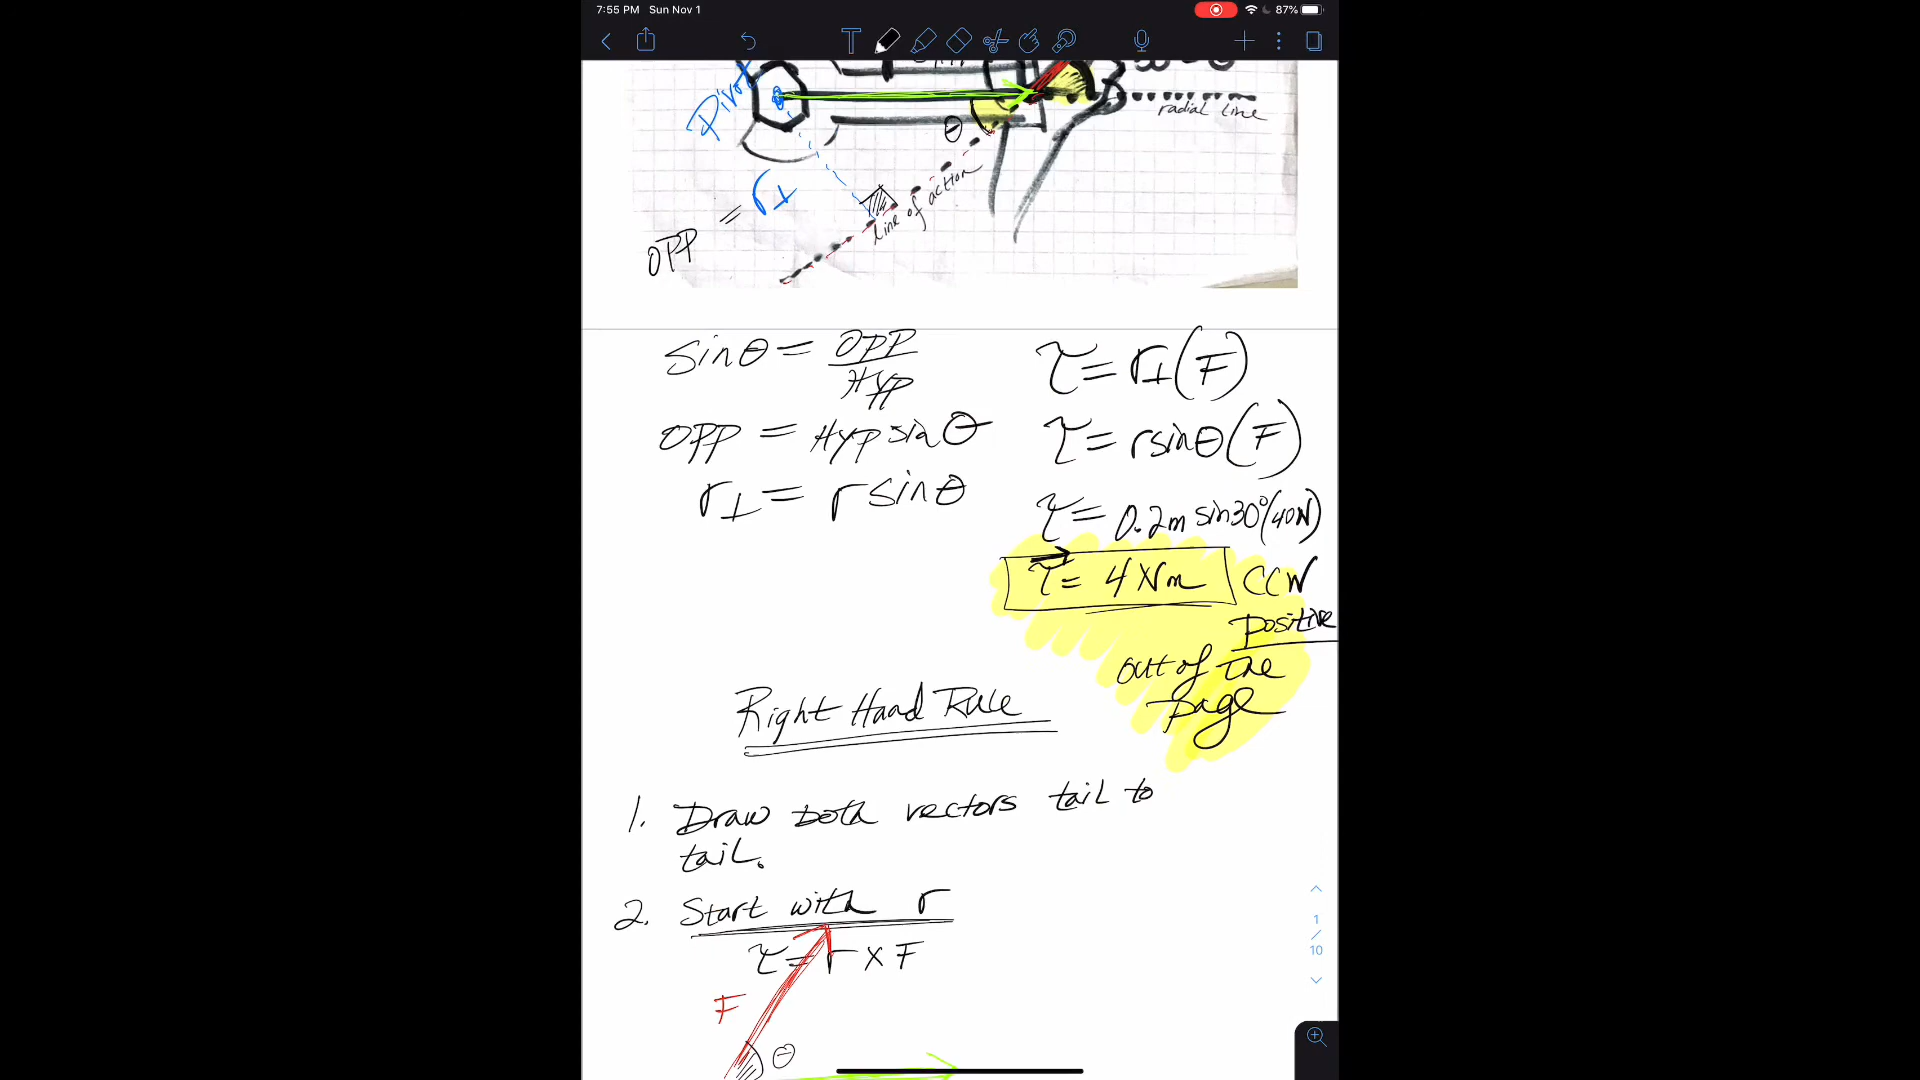 7:55 PM Sun Nov 1
87%
T
Pivot
radial line
θ
r⊥
line of action
OPP =
sinθ = OPP/HYP
τ = r⊥(F)
OPP = HYP sinθ
τ = rsinθ(F)
r⊥ = r sinθ
τ = 0.2m sin30°(40N)
τ = 4 Nm CCW
positive
out of the
page
Right Hand Rule
1. Draw both vectors tail to
tail.
2. Start with r
τ = r x F
F
θ
1
/
10